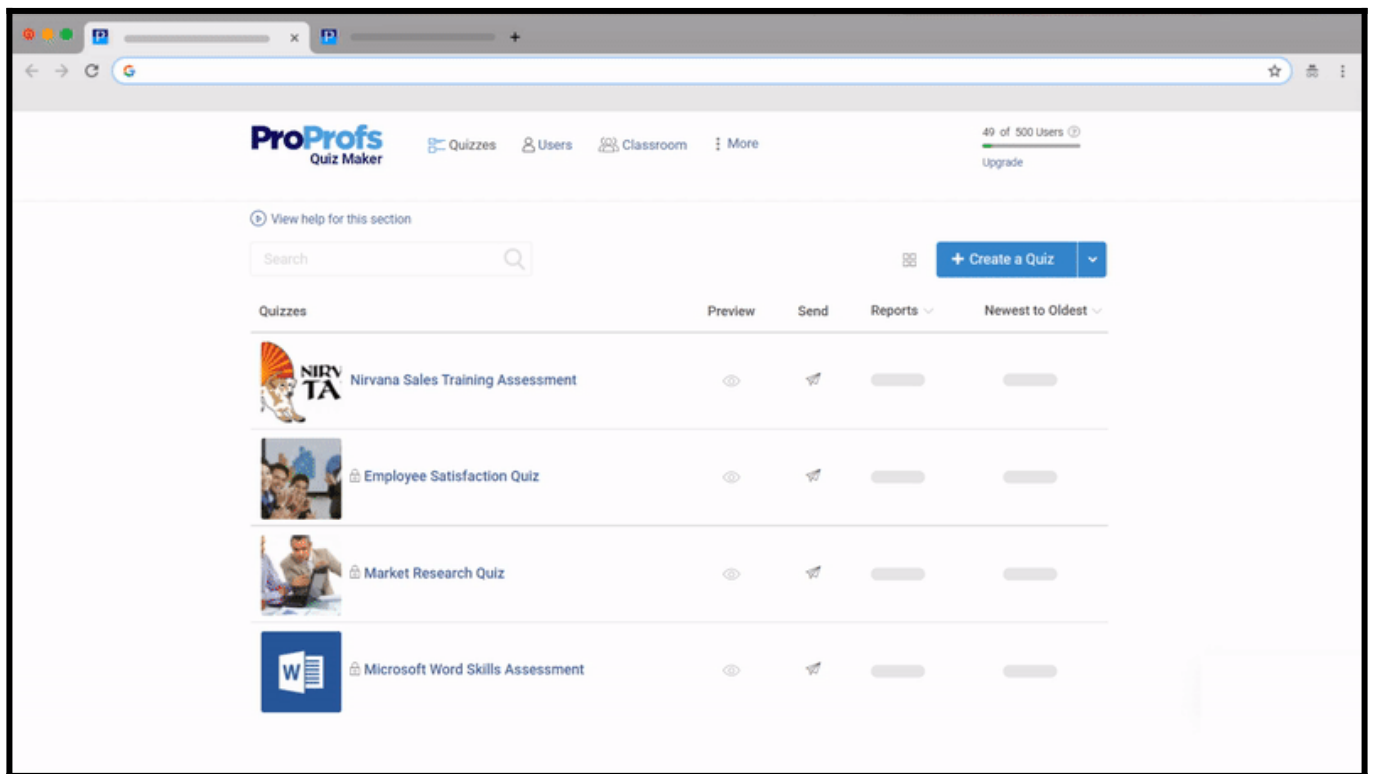 ProProfs
Quiz Maker
Quizzes
Users
Classroom
More
49 of 500 Users
Upgrade
View help for this section
Search
+ Create a Quiz
Quizzes
Preview
Send
Reports
Newest to Oldest
NIRV
TA
Nirvana Sales Training Assessment
Employee Satisfaction Quiz
Market Research Quiz
W
Microsoft Word Skills Assessment